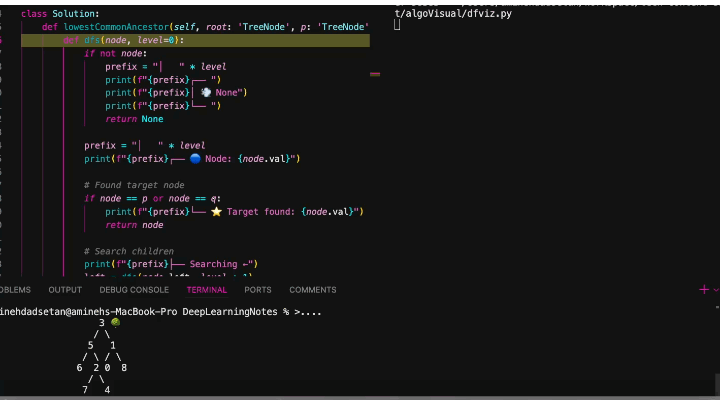 class Solution:
def lowestCommonAncestor(self, root: 'TreeNode', p: 'TreeNode'
def dfs(node, level=0):
if not node:
prefix = "│   " * level
print(f"{prefix}┌── ")
print(f"{prefix}│ 💨 None")
print(f"{prefix}└── ")
return None
prefix = "│   " * level
print(f"{prefix}┌── 🔵 Node: {node.val}")
# Found target node
if node == p or node == q:
print(f"{prefix}└── ⭐ Target found: {node.val}")
return node
# Search children
print(f"{prefix}├── Searching ←")
t/algoVisual/dfviz.py
OBLEMS OUTPUT DEBUG CONSOLE TERMINAL PORTS COMMENTS
inehdadsetan@aminehs-MacBook-Pro DeepLearningNotes % >....
3 🌳
/ \
5 1
/ \ / \
6 2 0 8
/ \
7 4